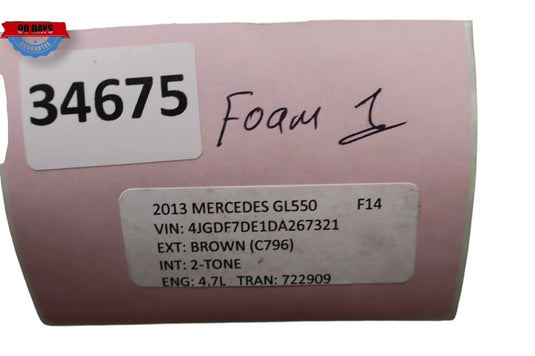 90 DAYS
GUARANTEE
34675
Foam 1
2013 MERCEDES GL550 F14
VIN: 4JGDF7DE1DA267321
EXT: BROWN (C796)
INT: 2-TONE
ENG: 4.7L TRAN: 722909